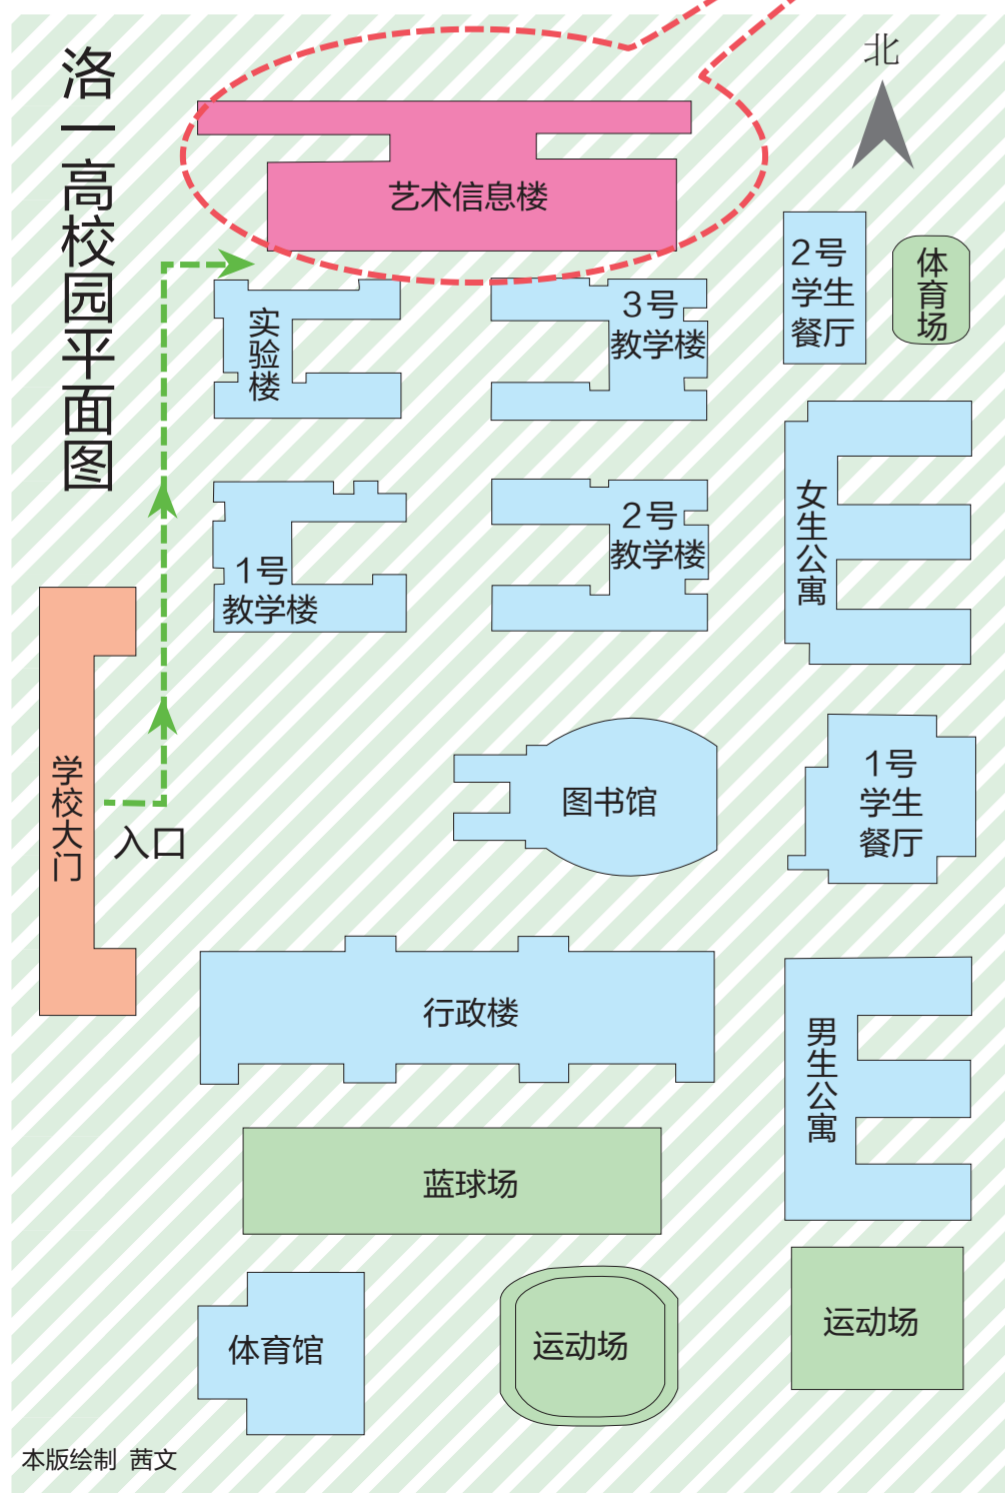 洛一高校园平面图
北
艺术信息楼
2号
学生
餐厅
体育场
实验楼
3号
教学楼
1号
教学楼
2号
教学楼
女生公寓
学校大门
入口
图书馆
1号
学生
餐厅
行政楼
男生公寓
蓝球场
体育馆
运动场
运动场
本版绘制 茜文